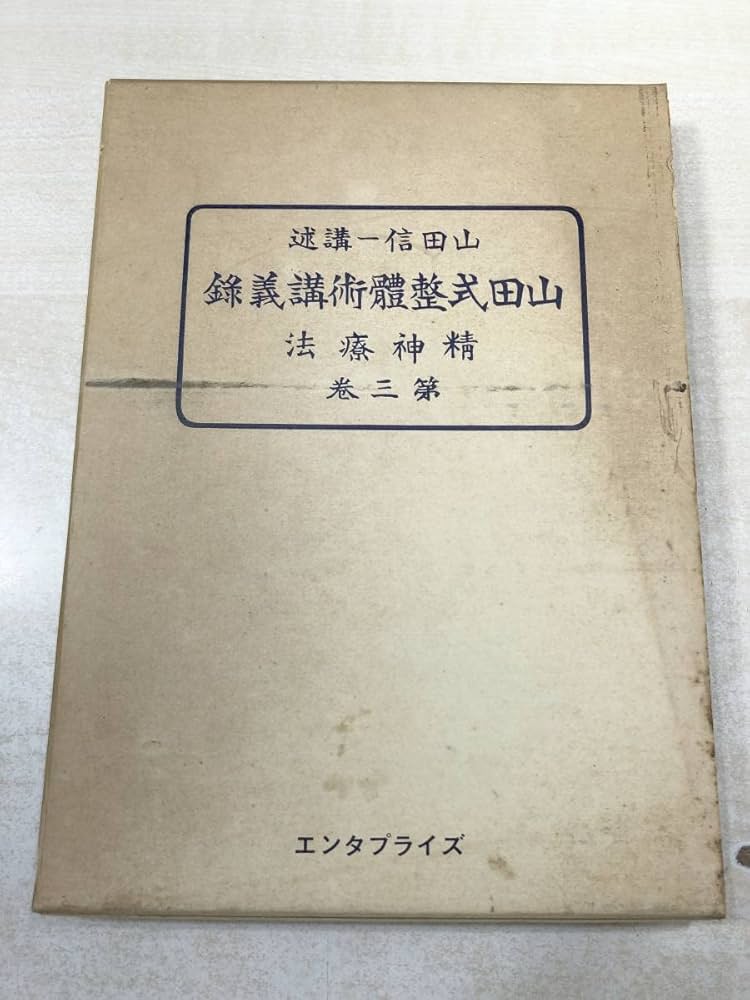 山田信一講述
山田式整體術講義錄
精神療法
第三卷
エンタプライズ